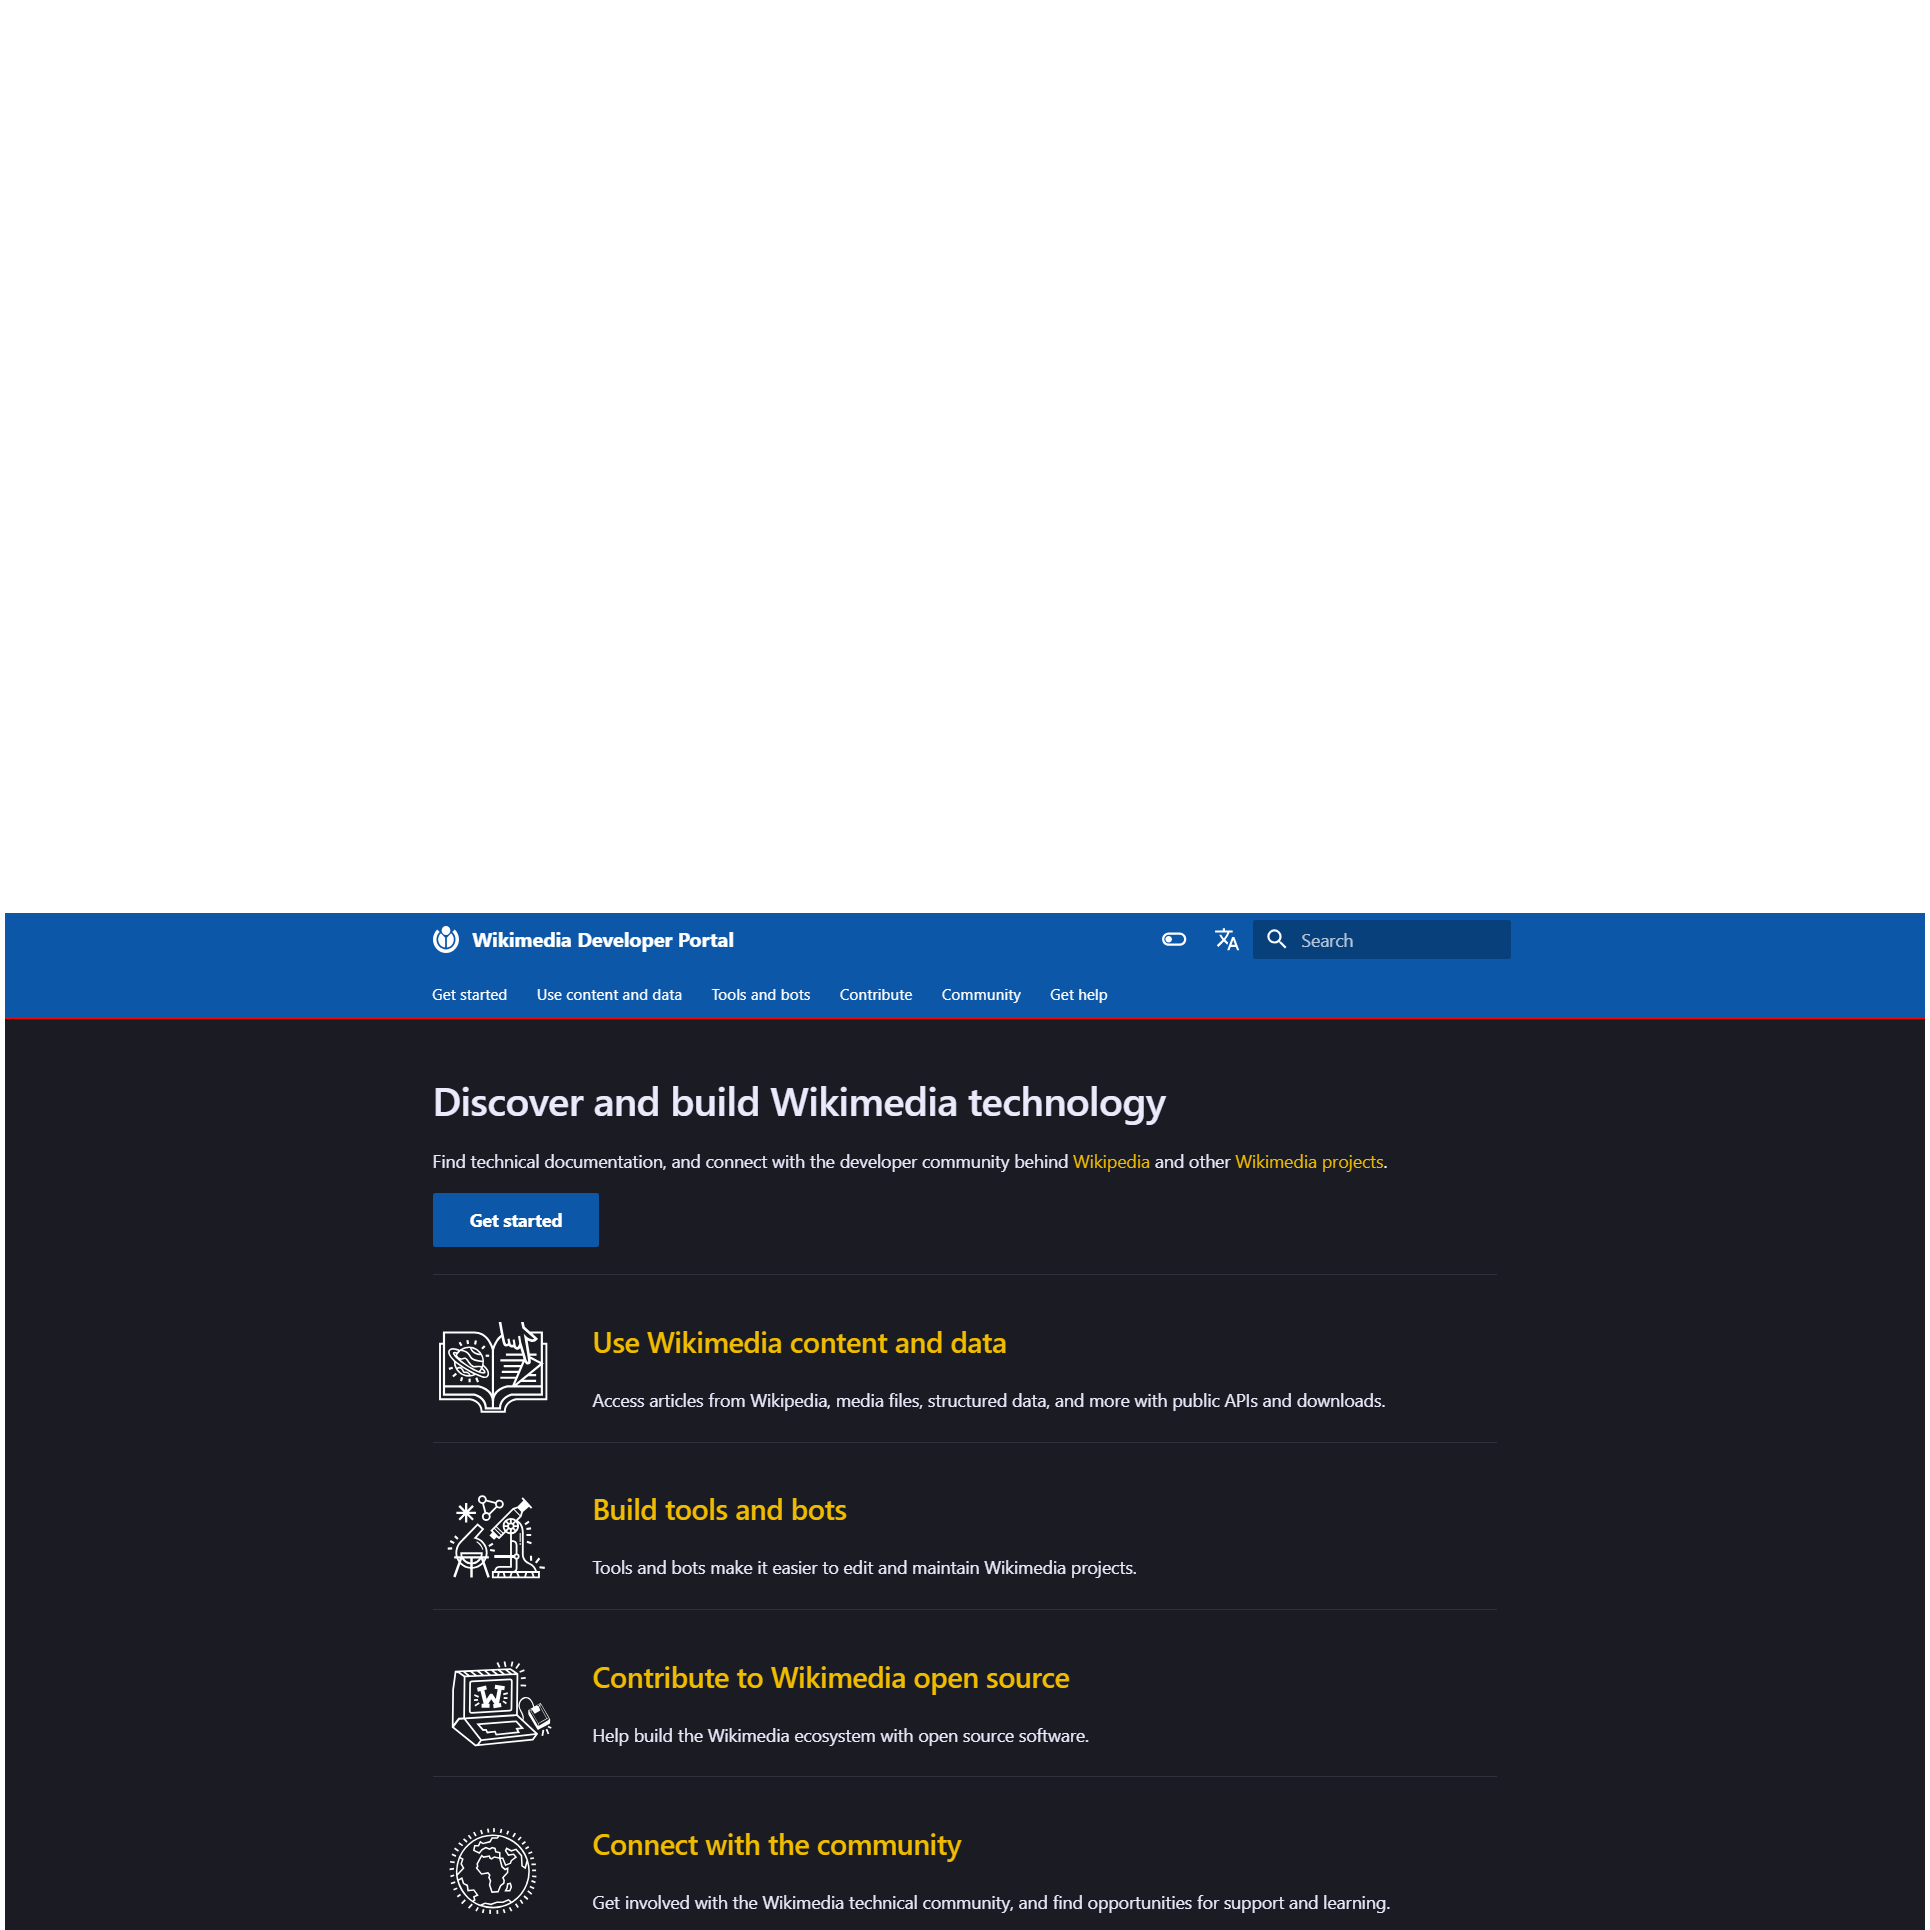 Wikimedia Developer Portal
Search
Get started
Use content and data
Tools and bots
Contribute
Community
Get help
Discover and build Wikimedia technology
Find technical documentation, and connect with the developer community behind Wikipedia and other Wikimedia projects.
Get started
Use Wikimedia content and data
Access articles from Wikipedia, media files, structured data, and more with public APIs and downloads.
Build tools and bots
Tools and bots make it easier to edit and maintain Wikimedia projects.
W
Contribute to Wikimedia open source
Help build the Wikimedia ecosystem with open source software.
Connect with the community
Get involved with the Wikimedia technical community, and find opportunities for support and learning.